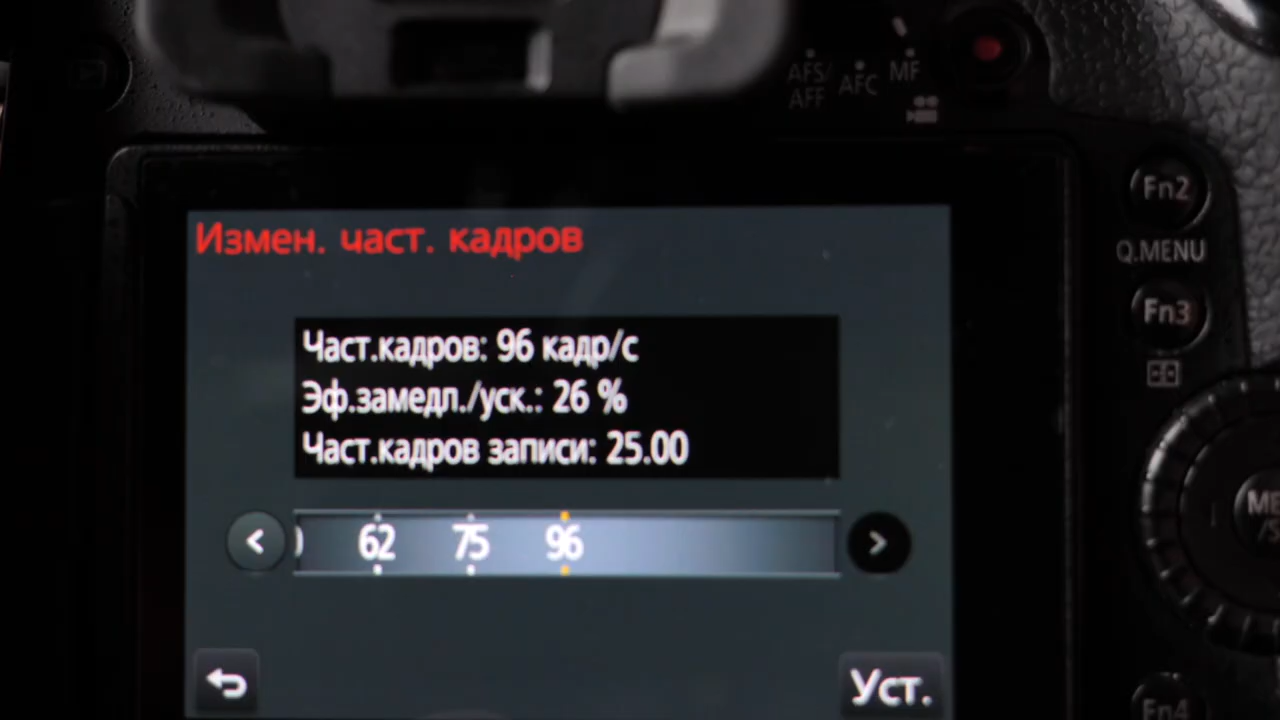 AFS/
AFF
AFC
MF
Fn2
Измен. част. кадров
Q.MENU
Fn3
Част.кадров: 96 кадр/с
Эф.замедл./уск.: 26 %
Част.кадров записи: 25.00
62 75 96
Уст.
Fn4